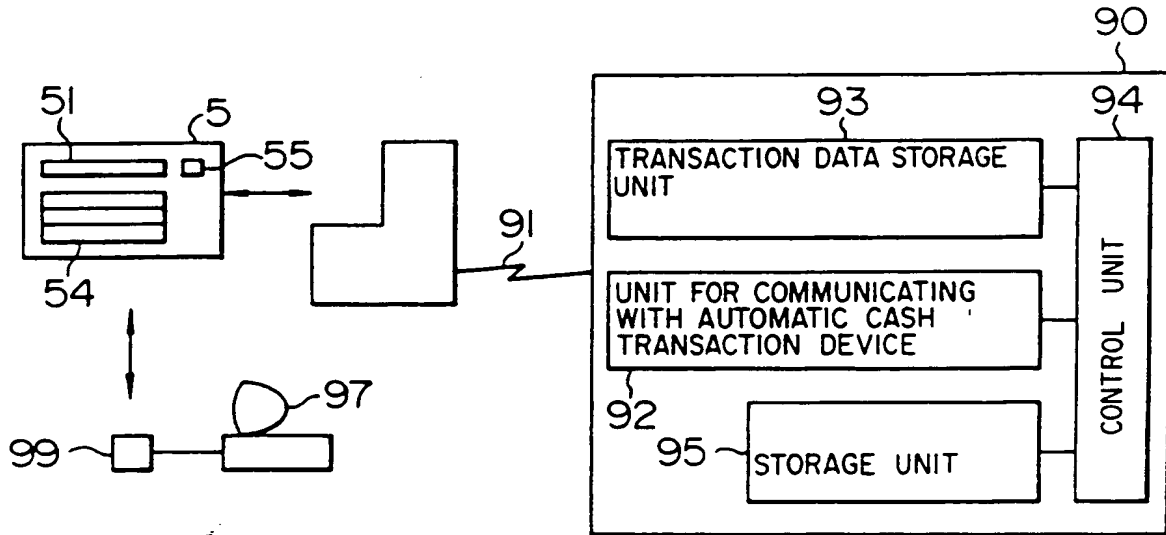 90
51
5
55
93
94
TRANSACTION DATA STORAGE
UNIT
54
91
UNIT FOR COMMUNICATING
WITH AUTOMATIC CASH
TRANSACTION DEVICE
CONTROL UNIT
97
92
99
95
STORAGE UNIT